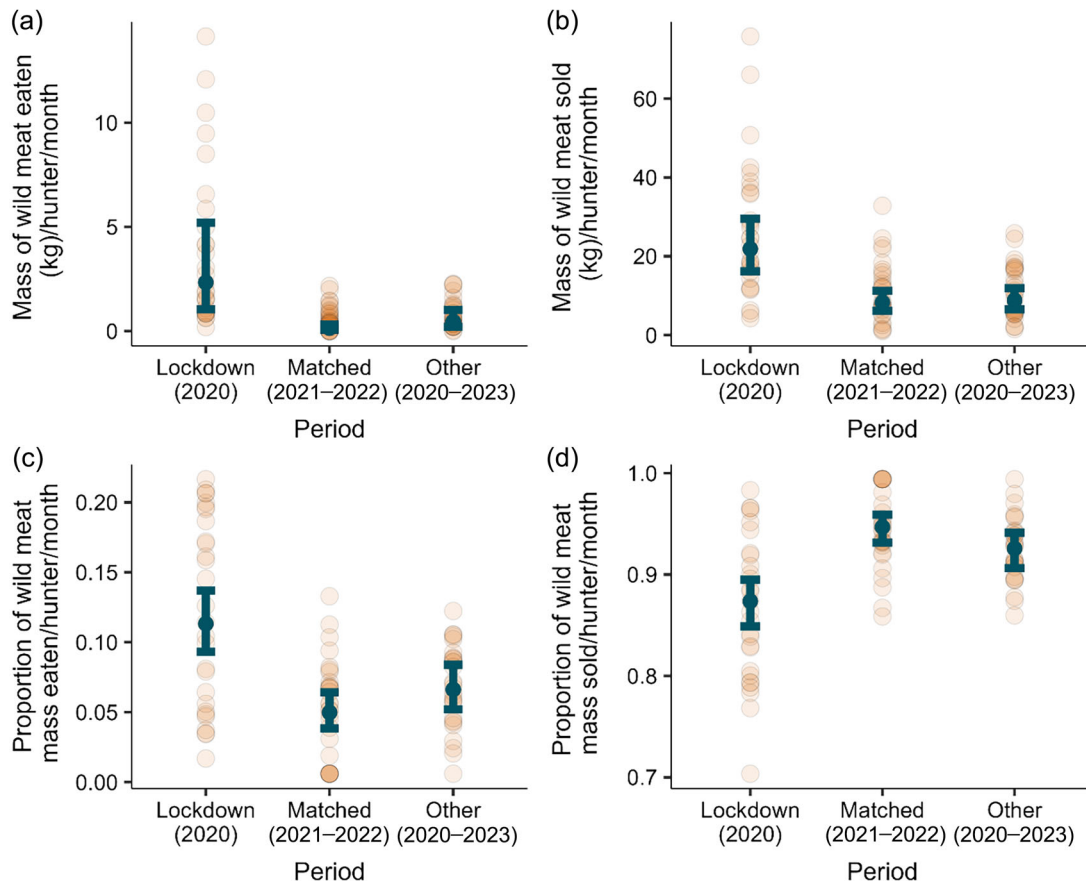 (a)
Mass of wild meat eaten
(kg)/hunter/month
10
5
0
Lockdown
(2020)
Matched
(2021–2022)
Other
(2020–2023)
Period
(b)
Mass of wild meat sold
(kg)/hunter/month
60
40
20
0
Lockdown
(2020)
Matched
(2021–2022)
Other
(2020–2023)
Period
(c)
Proportion of wild meat
mass eaten/hunter/month
0.20
0.15
0.10
0.05
0.00
Lockdown
(2020)
Matched
(2021–2022)
Other
(2020–2023)
Period
(d)
Proportion of wild meat
mass sold/hunter/month
1.0
0.9
0.8
0.7
Lockdown
(2020)
Matched
(2021–2022)
Other
(2020–2023)
Period